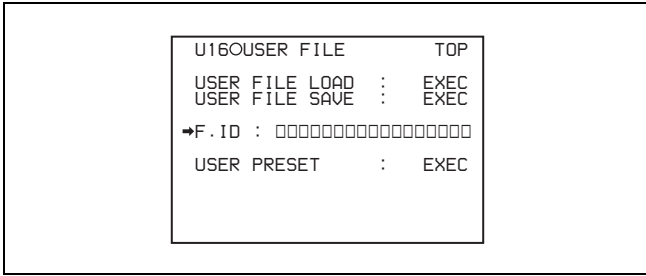 U16○USER FILE TOP
USER FILE LOAD : EXEC
USER FILE SAVE : EXEC
➡F.ID : □□□□□□□□□□□□□□□□□
USER PRESET : EXEC